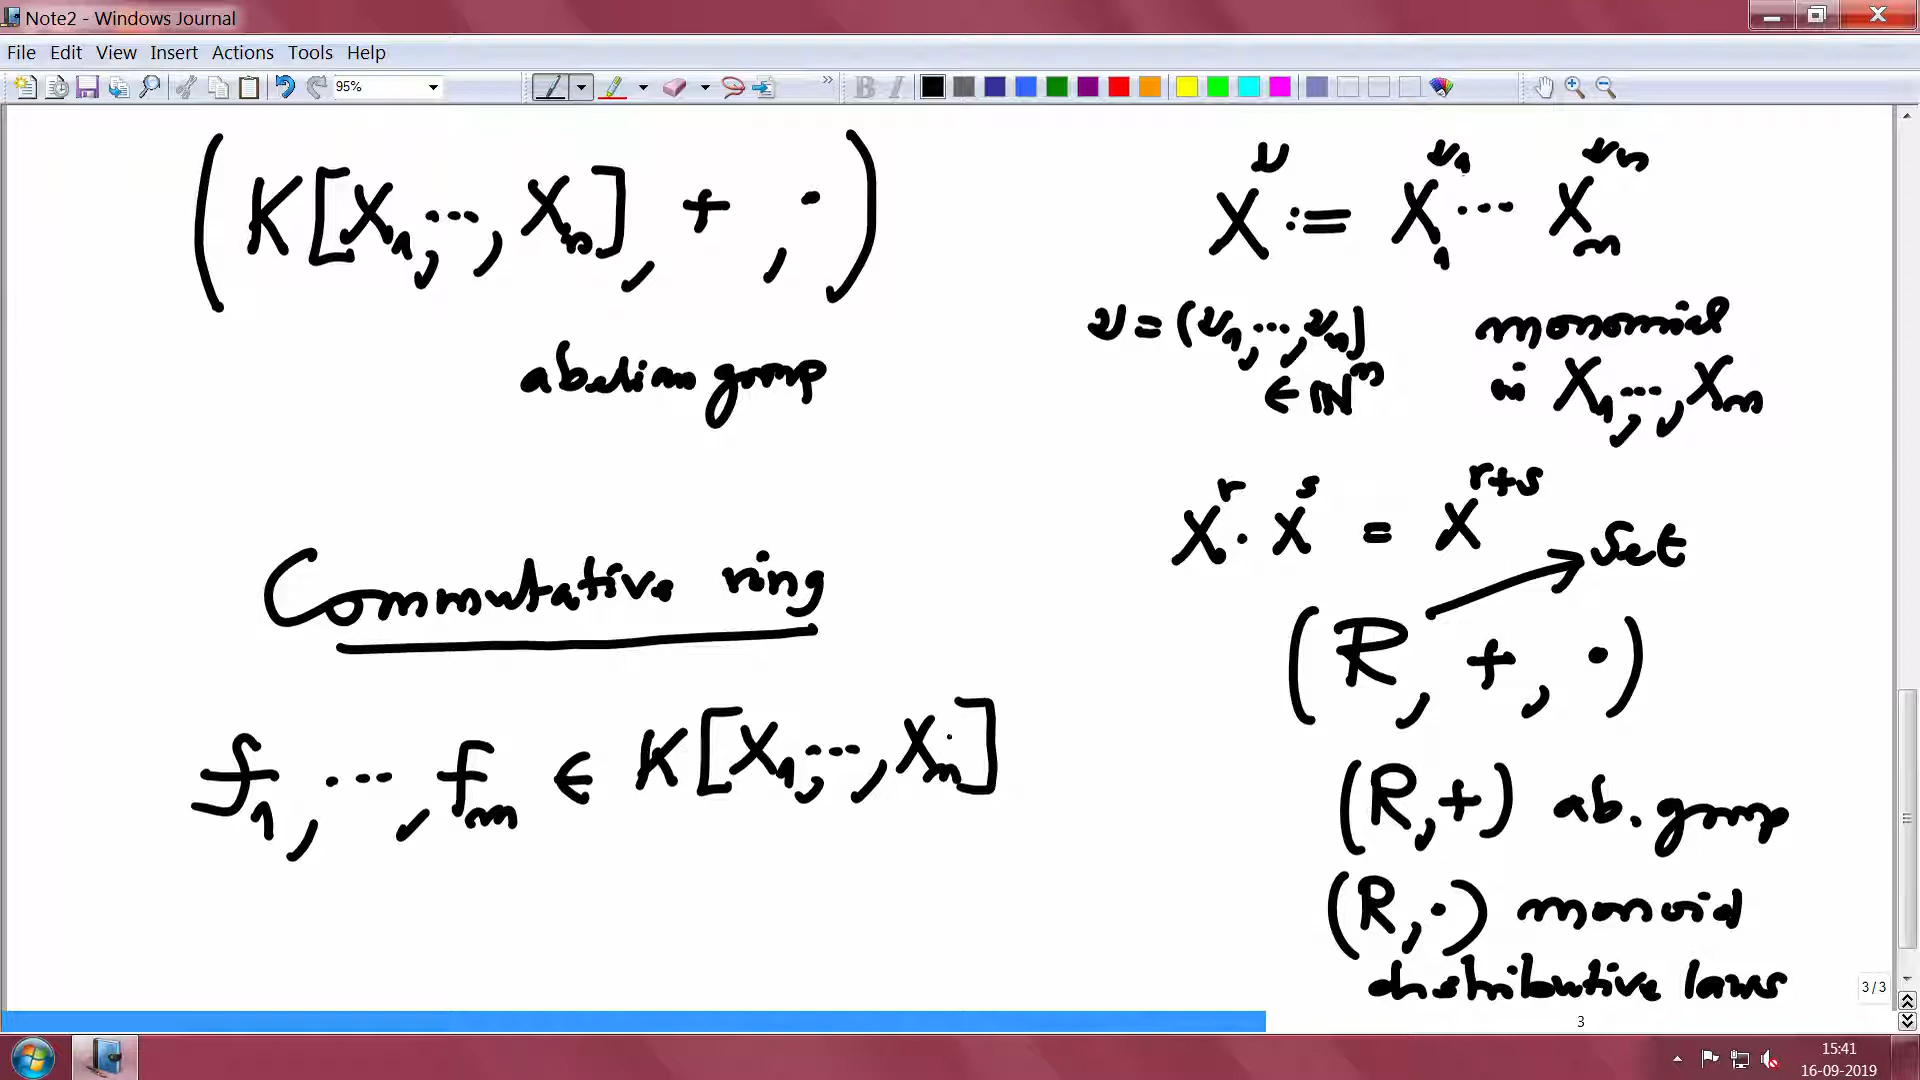 Note2 - Windows Journal
File Edit View Insert Actions Tools Help
95%
(K[X₁,...,Xₙ], +, ·)
abelian group
Commutative ring
f₁, ..., fₘ ∈ K[X₁,...,Xₙ]
X^ν := X₁^ν₁ ... Xₙ^νₙ
ν = (ν₁,...,νₙ) ∈ ℕⁿ
monomial
in X₁,...,Xₙ
X^r · X^s = X^(r+s)
Set
(R, +, ·)
(R,+) ab. group
(R,·) monoid
distributive laws
3/3
3
15:41
16-09-2019